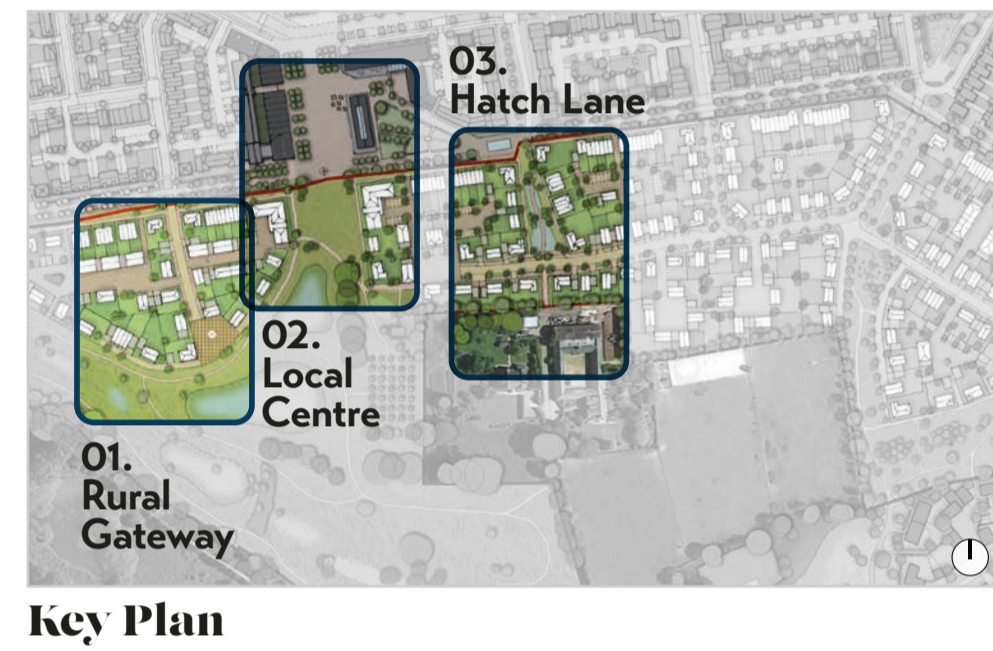 03.
Hatch Lane
02.
Local
Centre
01.
Rural
Gateway
Key Plan